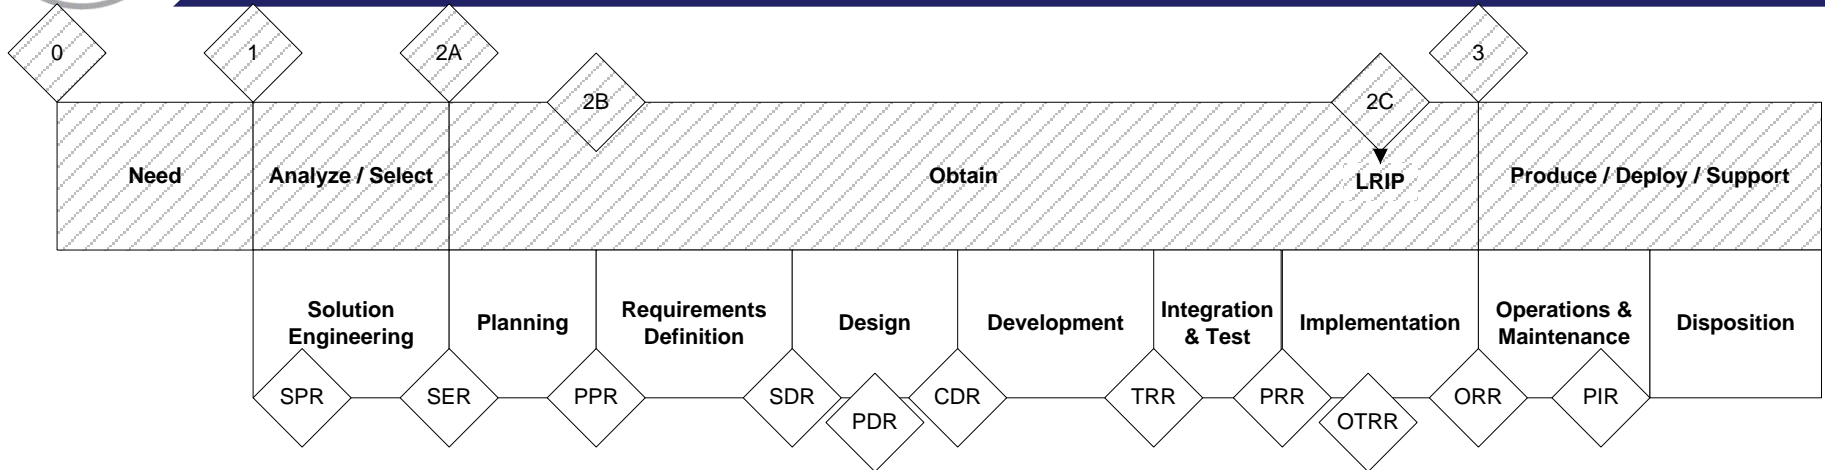 0
1
2A
2B
2C
3
Need
Analyze / Select
Obtain
LRIP
Produce / Deploy / Support
Solution
Engineering
Planning
Requirements
Definition
Design
Development
Integration
& Test
Implementation
Operations &
Maintenance
Disposition
SPR
SER
PPR
SDR
PDR
CDR
TRR
PRR
OTRR
ORR
PIR